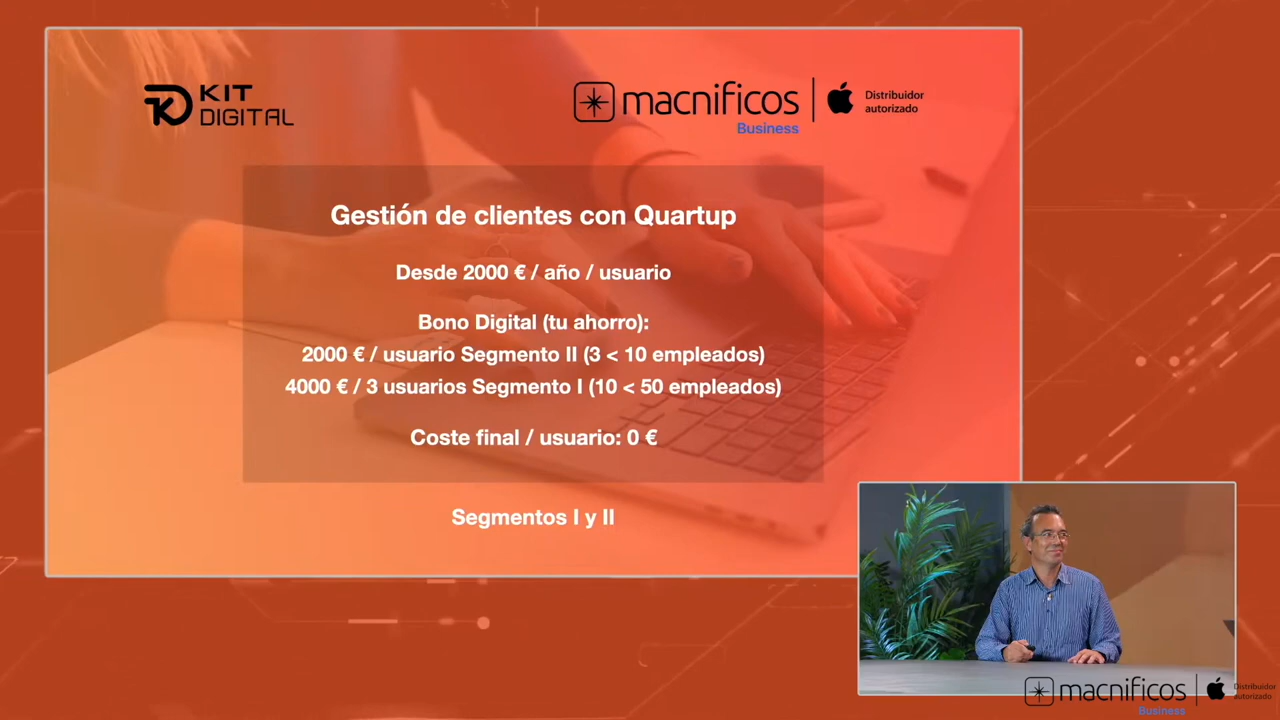 KIT
DIGITAL
macnificos
Business
Distribuidor
autorizado
Gestión de clientes con Quartup
Desde 2000 € / año / usuario
Bono Digital (tu ahorro):
2000 € / usuario Segmento II (3 < 10 empleados)
4000 € / 3 usuarios Segmento I (10 < 50 empleados)
Coste final / usuario: 0 €
Segmentos I y II
macnificos
Business
Distribuidor
autorizado